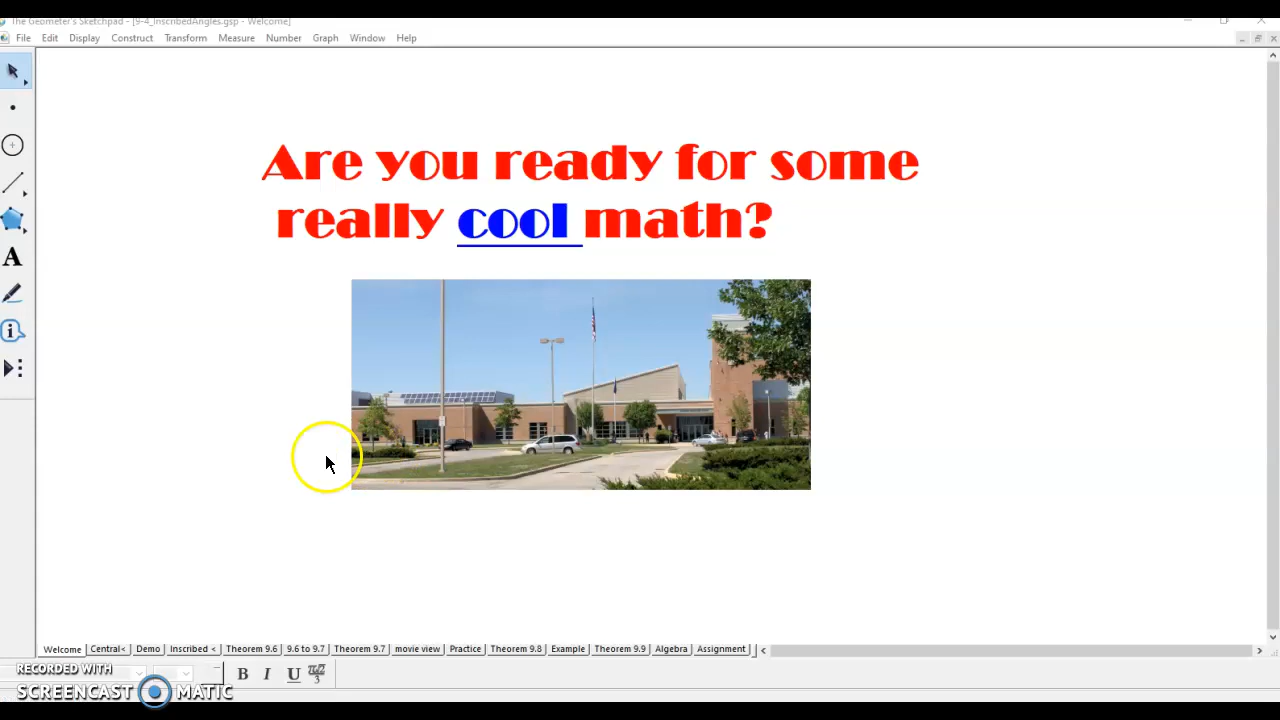 The Geometer's Sketchpad - [9-4_InscribedAngles.gsp - Welcome]
File Edit Display Construct Transform Measure Number Graph Window Help
Are you ready for some
really cool math?
A
Welcome Central< Demo Inscribed < Theorem 9.6 9.6 to 9.7 Theorem 9.7 movie view Practice Theorem 9.8 Example Theorem 9.9 Algebra Assignment
RECORDED WITH
B I U
SCREENCAST MATIC